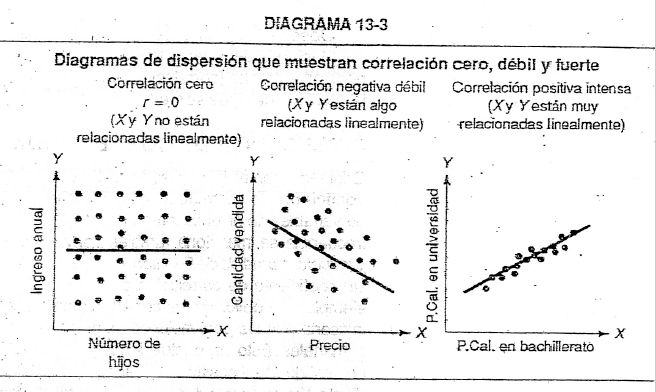 DIAGRAMA 13-3
Diagramas de dispersión que muestran correlación cero, débil y fuerte
Correlación cero
r = 0
(X y Y no están
relacionadas linealmente)
Correlación negativa débil
(X y Y están algo
relacionadas linealmente)
Correlación positiva intensa
(X y Y están muy
relacionadas linealmente)
Y
Ingreso anual
X
Número de
hijos
Y
Cantidad vendida
X
Precio
Y
P.Cal. en universidad
X
P.Cal. en bachillerato